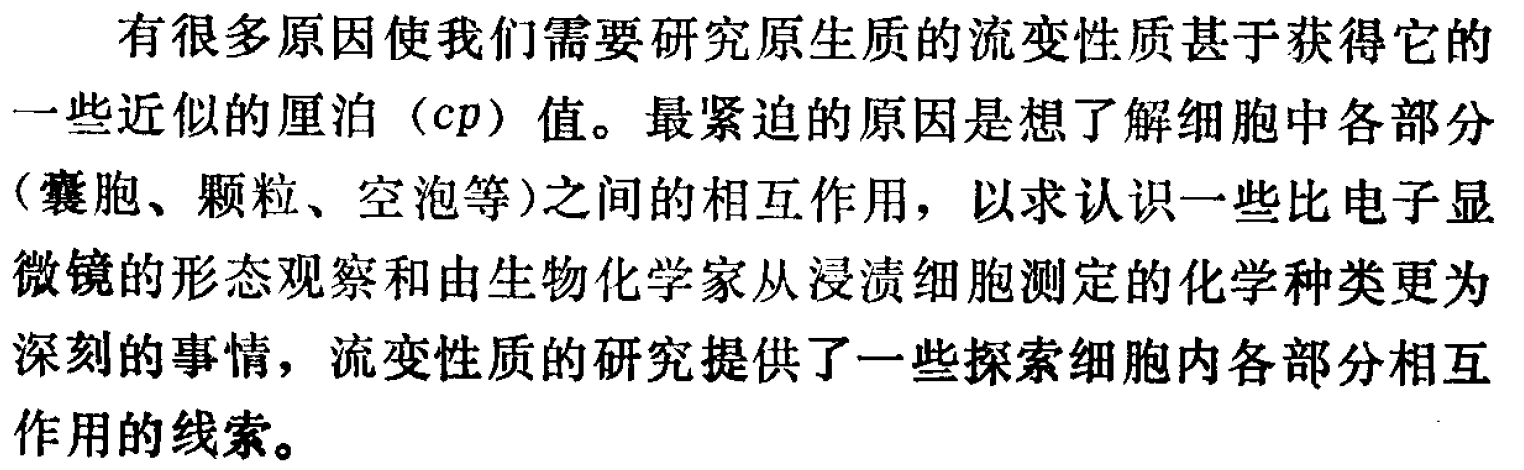 有很多原因使我们需要研究原生质的流变性质甚于获得它的
一些近似的厘泊（cp）值。最紧迫的原因是想了解细胞中各部分
（囊胞、颗粒、空泡等）之间的相互作用，以求认识一些比电子显
微镜的形态观察和由生物化学家从浸渍细胞测定的化学种类更为
深刻的事情，流变性质的研究提供了一些探索细胞内各部分相互
作用的线索。